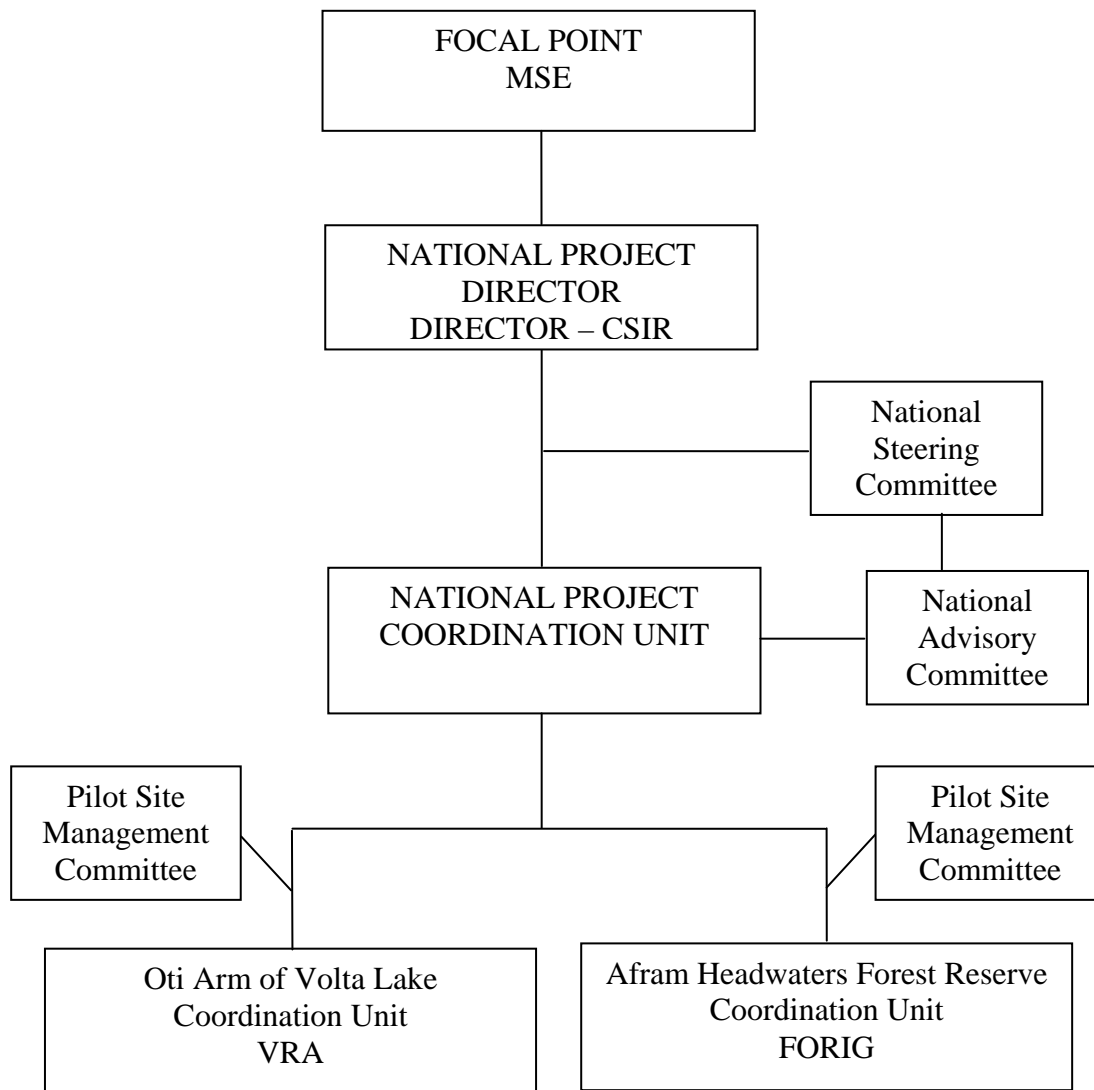 FOCAL POINT
MSE
NATIONAL PROJECT
DIRECTOR
DIRECTOR – CSIR
National
Steering
Committee
NATIONAL PROJECT
COORDINATION UNIT
National
Advisory
Committee
Pilot Site
Management
Committee
Pilot Site
Management
Committee
Oti Arm of Volta Lake
Coordination Unit
VRA
Afram Headwaters Forest Reserve
Coordination Unit
FORIG